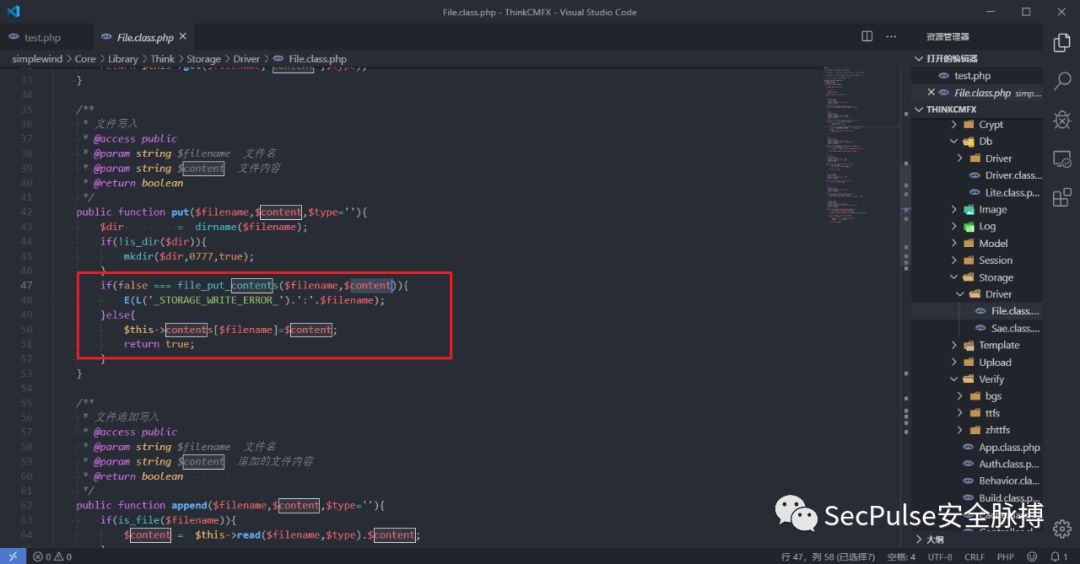 File.class.php - ThinkCMFX - Visual Studio Code
test.php
File.class.php
simplewind > Core > Library > Think > Storage > Driver > File.class.php
33 }
34
35 /**
36 * 文件写入
37 * @access public
38 * @param string $filename 文件名
39 * @param string $content 文件内容
40 * @return boolean
41 */
42 public function put($filename,$content,$type=''){
43 $dir = dirname($filename);
44 if(!is_dir($dir)){
45 mkdir($dir,0777,true);
46 }
47 if(false === file_put_contents($filename,$content)){
48 E(L('_STORAGE_WRITE_ERROR_').':'.$filename);
49 }else{
50 $this->contents[$filename]=$content;
51 return true;
52 }
53 }
54
55 /**
56 * 文件追加写入
57 * @access public
58 * @param string $filename 文件名
59 * @param string $content 追加的文件内容
60 * @return boolean
61 */
62 public function append($filename,$content,$type=''){
63 if(is_file($filename)){
64 $content = $this->read($filename,$type).$content;
资源管理器
打开的编辑器
test.php
File.class.php simp...
THINKCMFX
Crypt
Db
Driver
Driver.class....
Lite.class.p...
Image
Log
Model
Session
Storage
Driver
File.class....
Sae.class....
Template
Upload
Verify
bgs
ttfs
zhttfs
App.class.php
Auth.class.p...
Behavior.cla...
Build.class.p...
大纲
SecPulse安全脉搏
0 0
行 47，列 58 (已选择7) 空格: 4 UTF-8 CRLF PHP 1